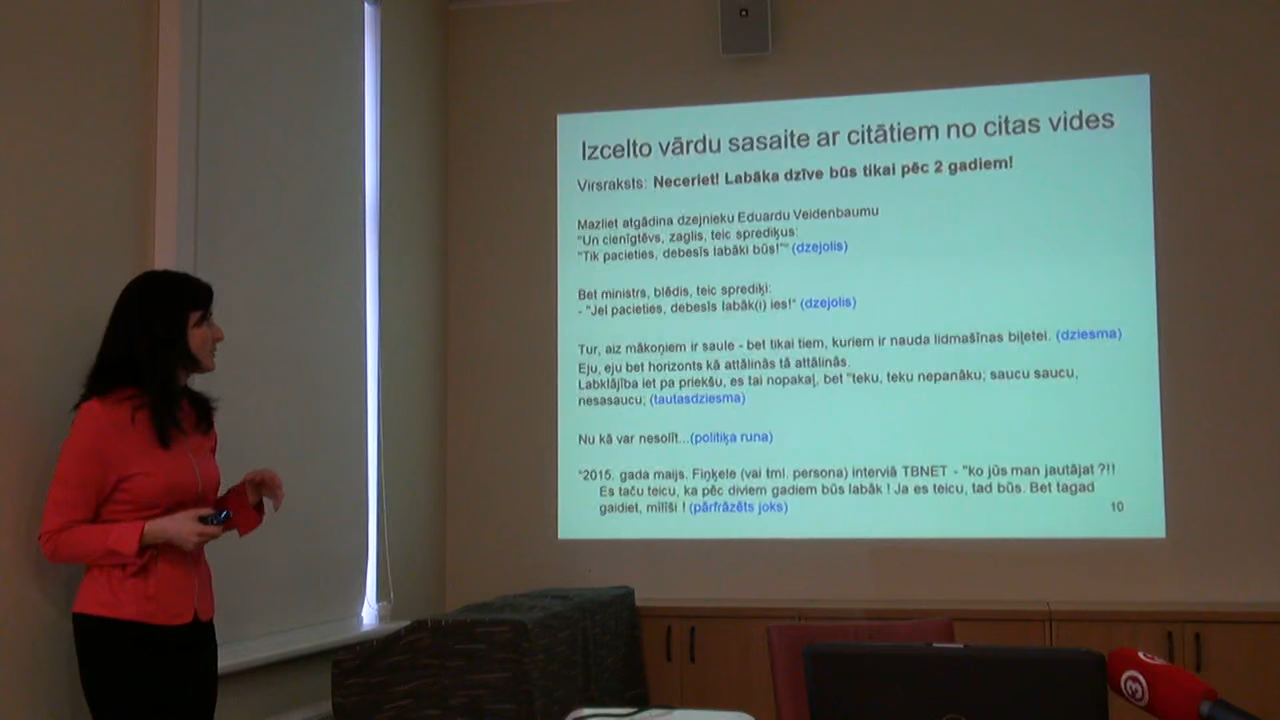 Izcelto vārdu sasaite ar citātiem no citas vides
Virsraksts: Neceriet! Labāka dzīve būs tikai pēc 2 gadiem!
Mazliet atgādina dzejnieku Eduardu Veidenbaumu
"Un cienīgtēvs, zaglis, teic sprediķus:
"Tik pacieties, debesīs labāki būs!"" (dzejolis)
Bet ministrs, blēdis, teic sprediķi:
- "Jel pacieties, debesīs labāk(i) ies!" (dzejolis)
Tur, aiz mākoņiem ir saule - bet tikai tiem, kuriem ir nauda lidmašīnas biļetei. (dziesma)
Eju, eju bet horizonts kā attālinās tā attālinās.
Labklājība iet pa priekšu, es tai nopakaļ, bet "teku, teku nepanāku; saucu saucu,
nesasaucu; (tautasdziesma)
Nu kā var nesolīt...(politiķa runa)
"2015. gada maijs. Fiņķele (vai tml. persona) intervijā TBNET - "ko jūs man jautājat ?!!
Es taču teicu, ka pēc diviem gadiem būs labāk ! Ja es teicu, tad būs. Bet tagad
gaidiet, mīlīši ! (pārfrāzēts joks)
10
3